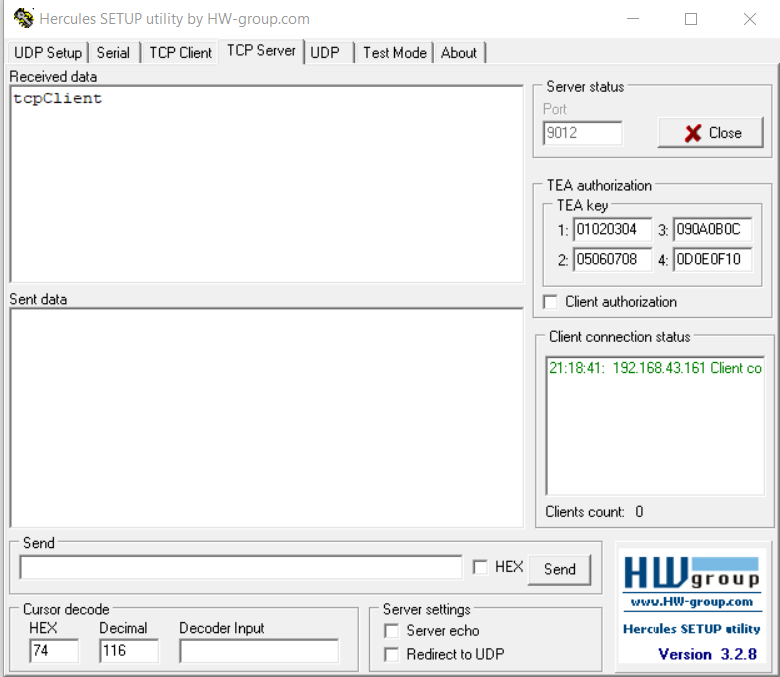 Hercules SETUP utility by HW-group.com
UDP Setup Serial TCP Client TCP Server UDP Test Mode About
Received data
tcpClient
Server status
Port
9012
Close
TEA authorization
TEA key
1: 01020304 3: 090A0B0C
2: 05060708 4: 0D0E0F10
Client authorization
Sent data
Client connection status
21:18:41: 192.168.43.161 Client co
Clients count: 0
Send
HEX Send
Cursor decode
HEX Decimal Decoder Input
74 116
Server settings
Server echo
Redirect to UDP
HW group
www.HW-group.com
Hercules SETUP utility
Version 3.2.8